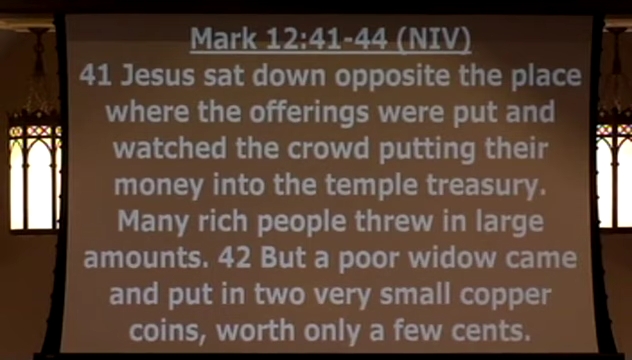 Mark 12:41-44 (NIV)
41 Jesus sat down opposite the place
where the offerings were put and
watched the crowd putting their
money into the temple treasury.
Many rich people threw in large
amounts. 42 But a poor widow came
and put in two very small copper
coins, worth only a few cents.